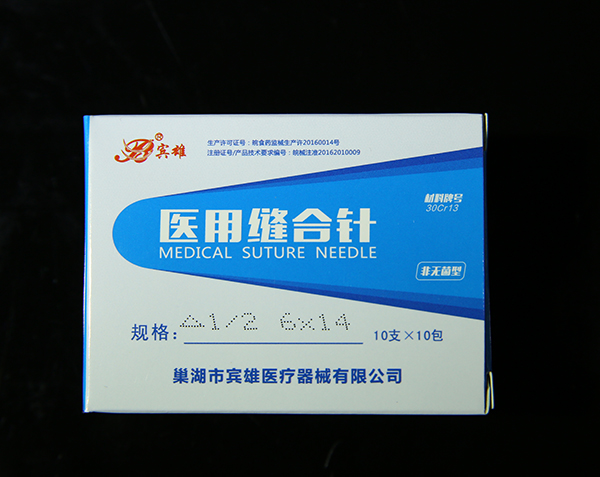 ® 宾雄
生产许可证号：皖食药监械生产许20160014号
注册证号/产品技术要求编号：皖械注准20162010009
材料牌号
30Cr13
医用缝合针
MEDICAL SUTURE NEEDLE
非无菌型
规格：△1/2 6x14 10支×10包
巢湖市宾雄医疗器械有限公司